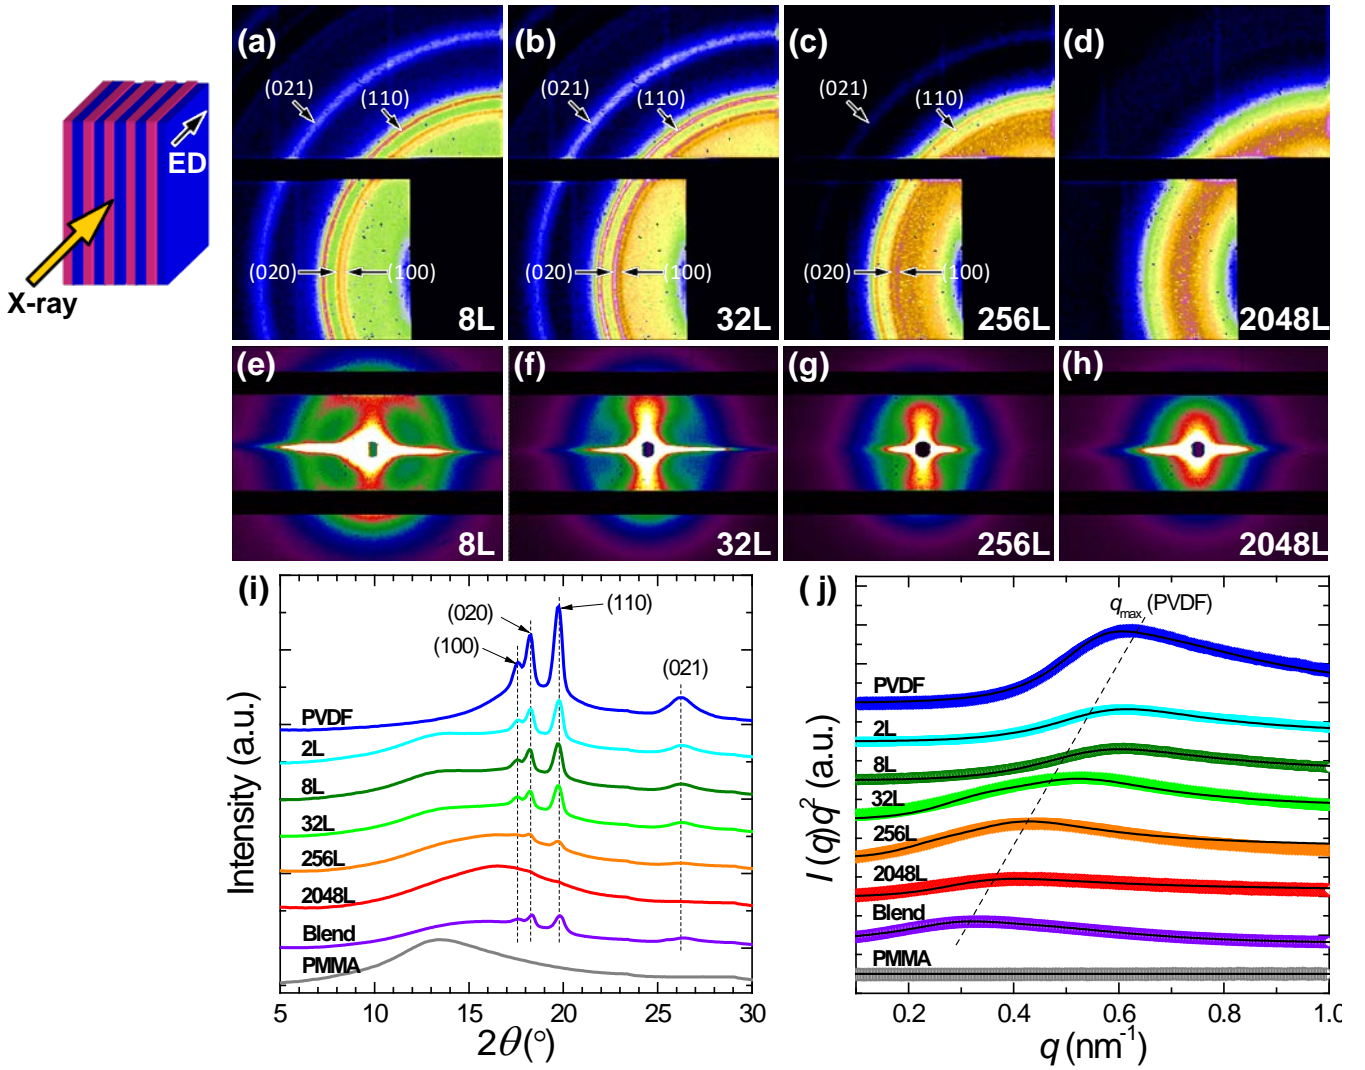 ED
X-ray
(a)
(021)
(110)
(020)
(100)
8L
(b)
(021)
(110)
(020)
(100)
32L
(c)
(021)
(110)
(020)
(100)
256L
(d)
2048L
(e)
8L
(f)
32L
(g)
256L
(h)
2048L
(i)
(020)
(110)
(100)
(021)
PVDF
2L
8L
32L
256L
2048L
Blend
PMMA
Intensity (a.u.)
5 10 15 20 25 30
2θ(°)
( j)
qmax (PVDF)
PVDF
2L
8L
32L
256L
2048L
Blend
PMMA
I (q)q² (a.u.)
0.2 0.4 0.6 0.8 1.0
q (nm⁻¹)